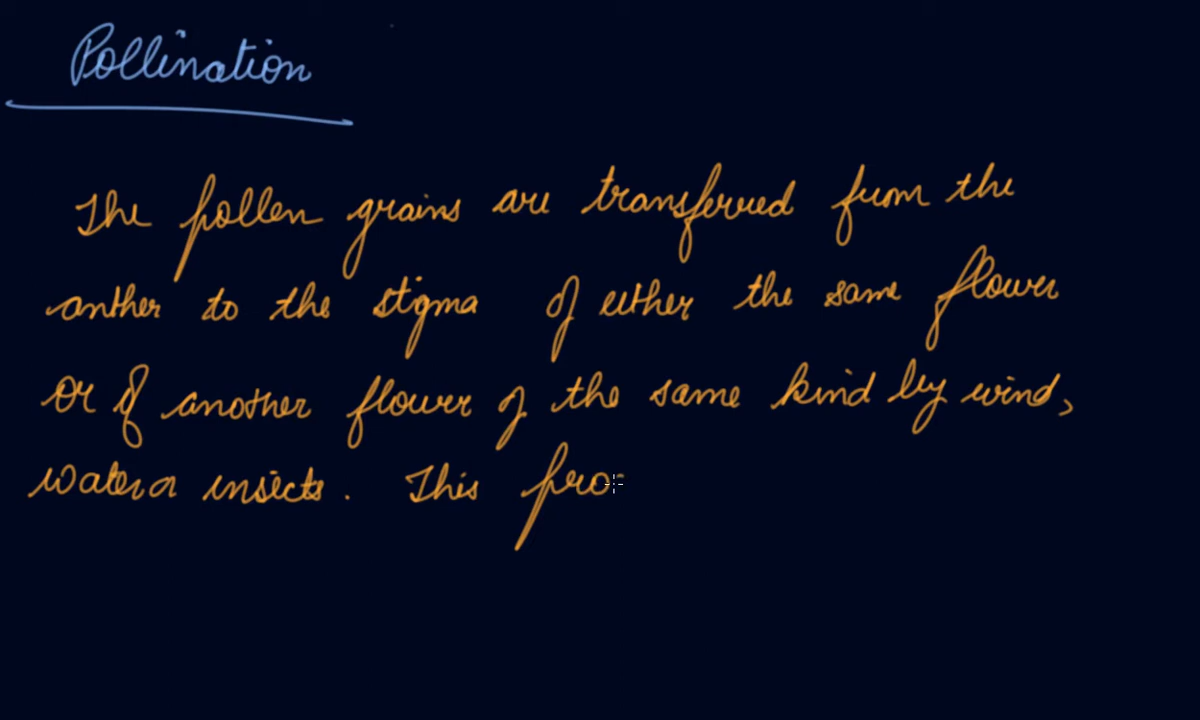 Pollination
The pollen grains are transferred from the
anther to the stigma of either the same flower
or of another flower of the same kind by wind,
water or insects. This pro